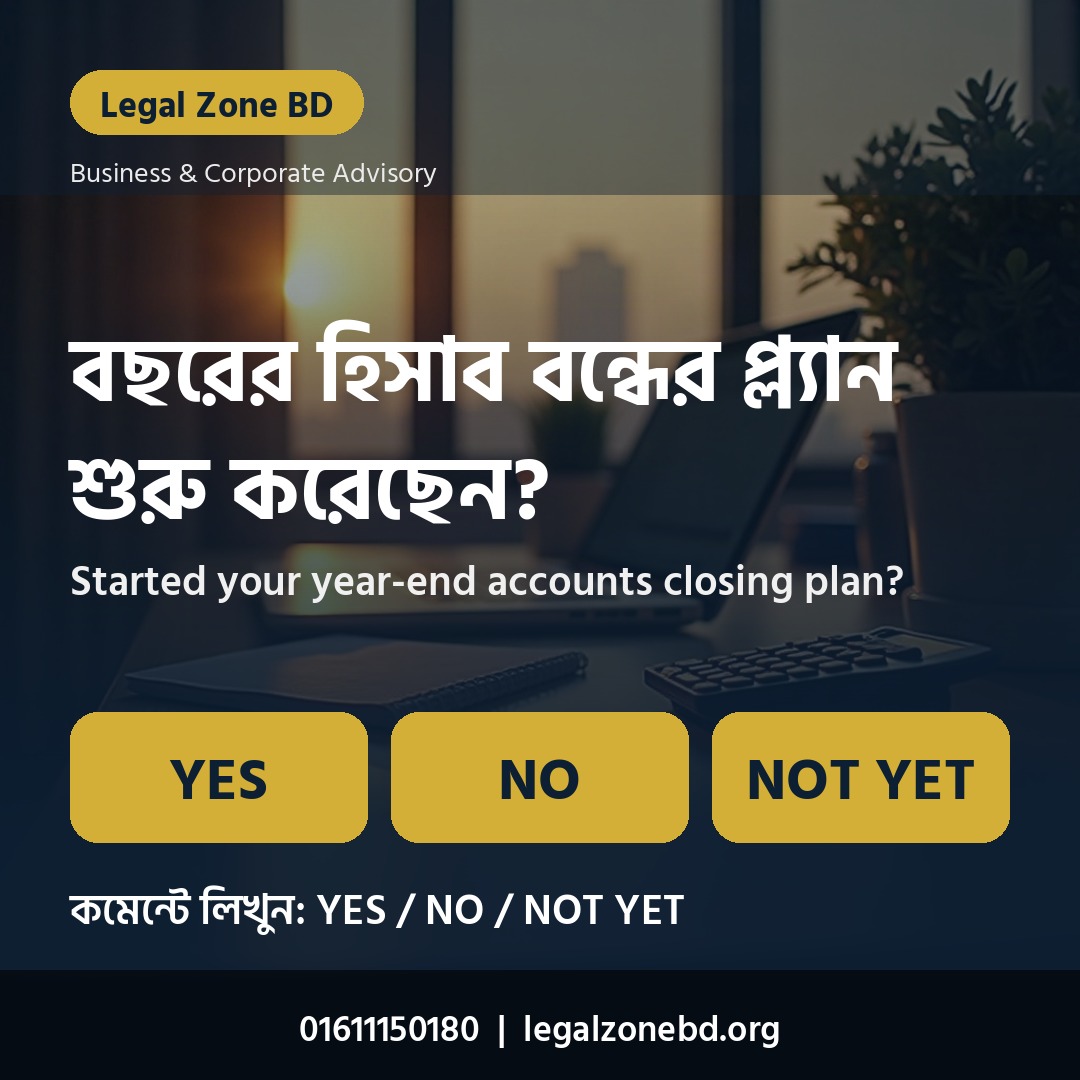 Legal Zone BD
Business & Corporate Advisory
বছরের হিসাব বন্ধের প্ল্যান
শুরু করেছেন?
Started your year-end accounts closing plan?
YES
NO
NOT YET
কমেন্টে লিখুন: YES / NO / NOT YET
01611150180 | legalzonebd.org